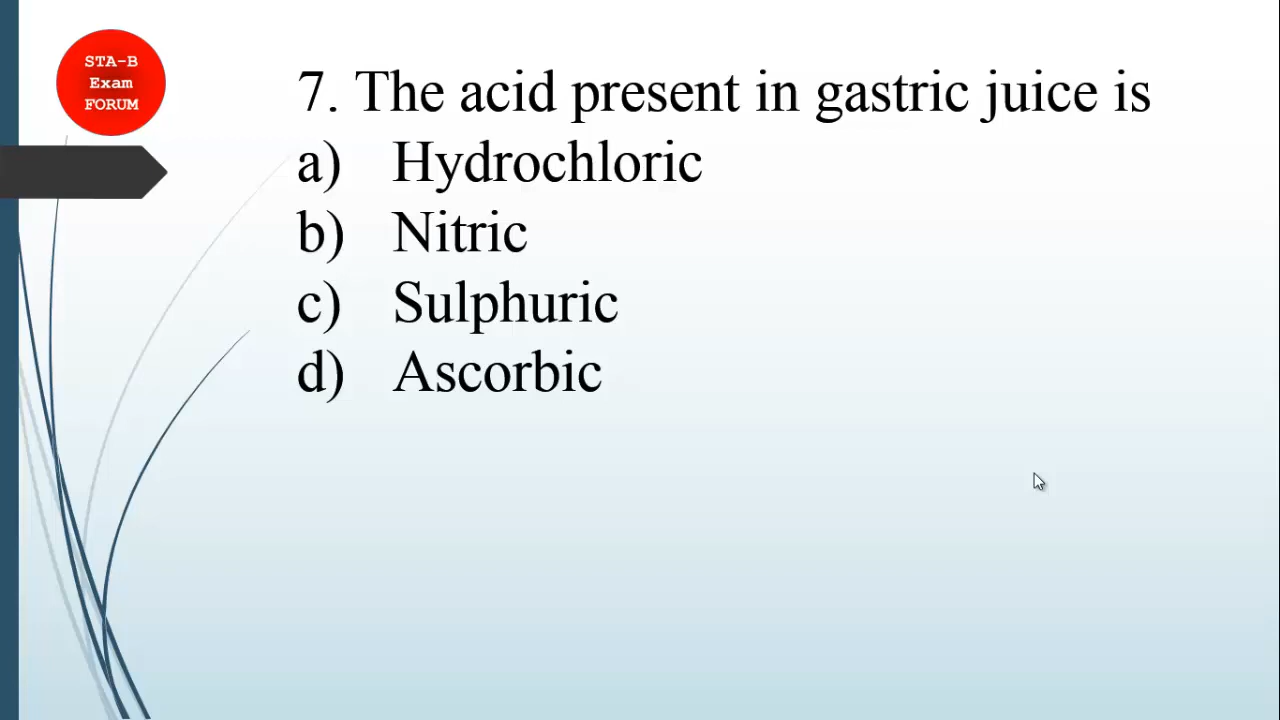 STA-B
Exam
FORUM
7. The acid present in gastric juice is
a) Hydrochloric
b) Nitric
c) Sulphuric
d) Ascorbic